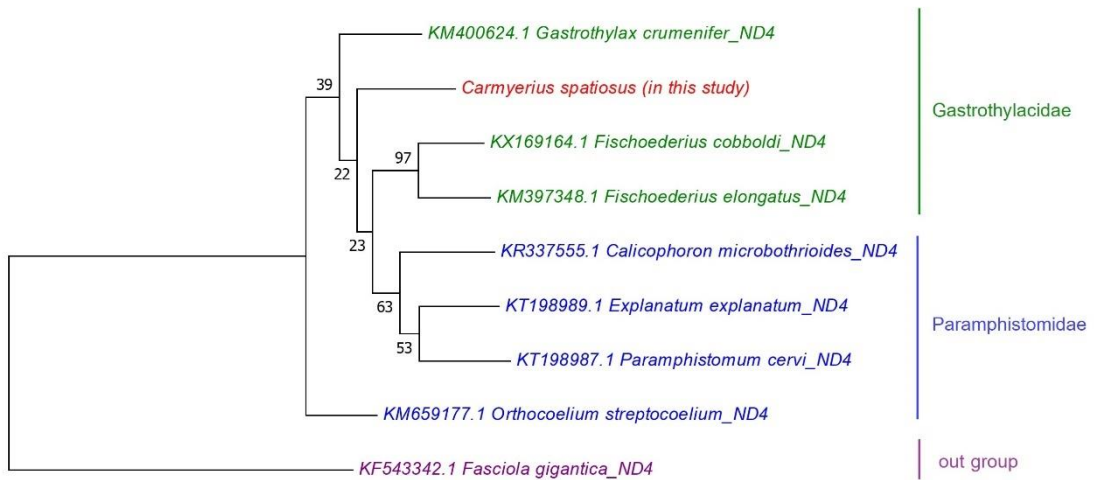 KM400624.1 Gastrothylax crumenifer_ND4
39
Carmyerius spatiosus (in this study)
Gastrothylacidae
KX169164.1 Fischoederius cobboldi_ND4
97
22
KM397348.1 Fischoederius elongatus_ND4
23
KR337555.1 Calicophoron microbothrioides_ND4
63
KT198989.1 Explanatum explanatum_ND4
Paramphistomidae
53
KT198987.1 Paramphistomum cervi_ND4
KM659177.1 Orthocoelium streptocoelium_ND4
KF543342.1 Fasciola gigantica_ND4
out group